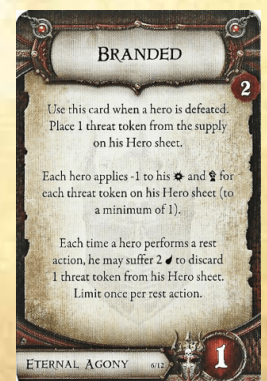 BRANDED
2
Use this card when a hero is defeated.
Place 1 threat token from the supply
on his Hero sheet.
Each hero applies -1 to his and for
each threat token on his Hero sheet (to
a minimum of 1).
Each time a hero performs a rest
action, he may suffer 2 to discard
1 threat token from his Hero sheet.
Limit once per rest action.
ETERNAL AGONY 6/12
1